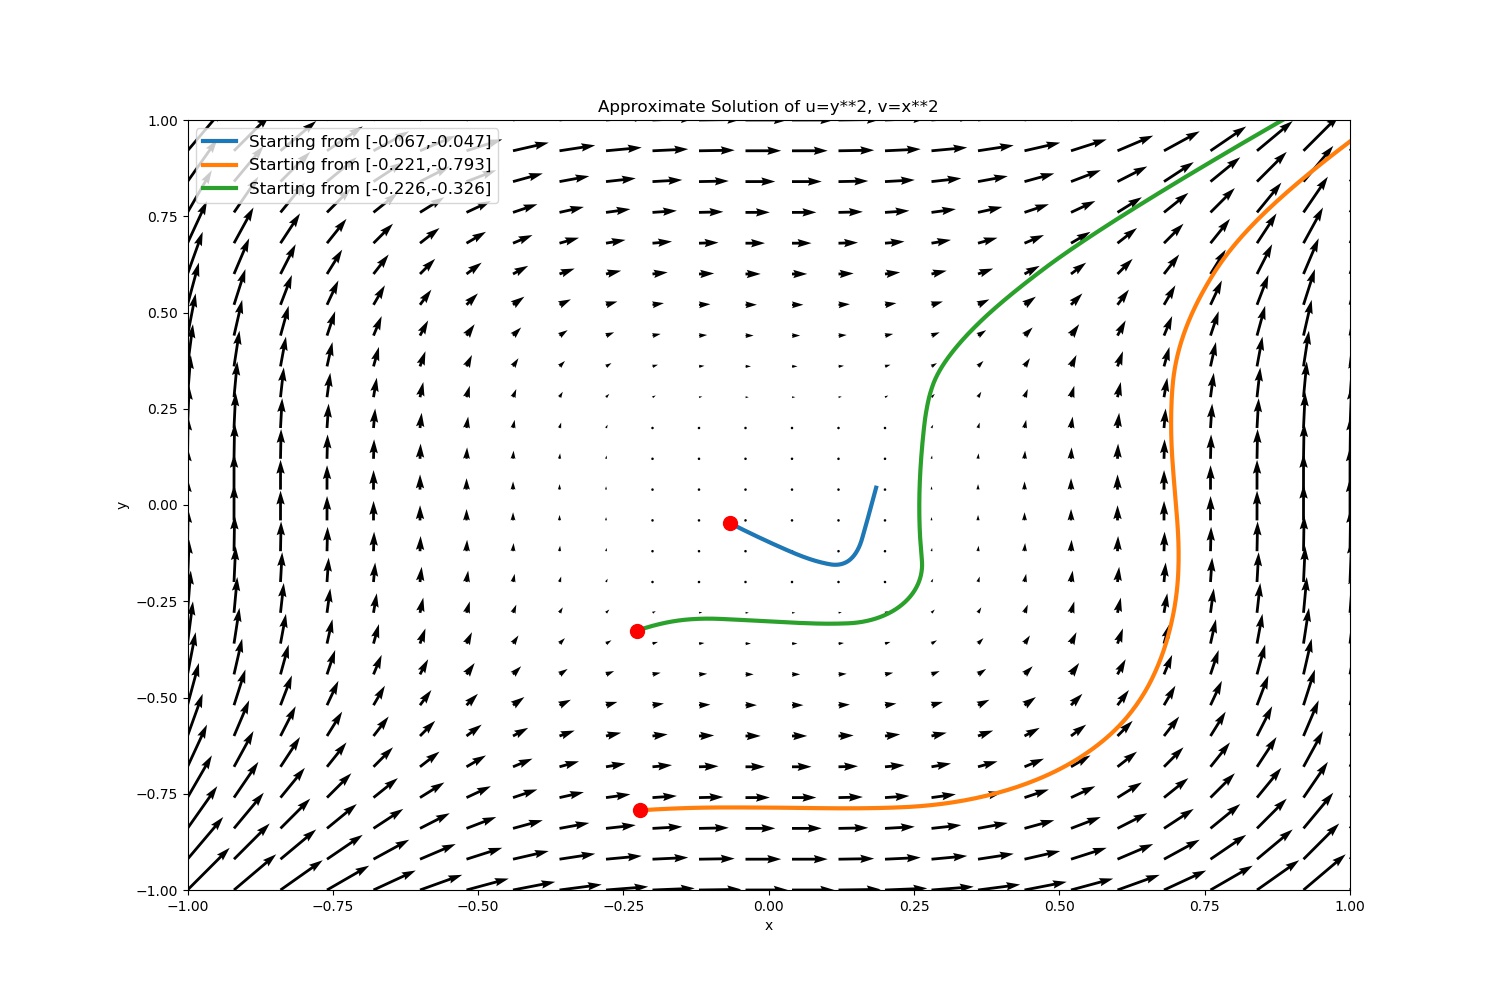 Approximate Solution of u=y**2, v=x**2
Starting from [-0.067,-0.047]
Starting from [-0.221,-0.793]
Starting from [-0.226,-0.326]
1.00
0.75
0.50
0.25
0.00
−0.25
−0.50
−0.75
−1.00
y
−1.00 −0.75 −0.50 −0.25 0.00 0.25 0.50 0.75 1.00
x